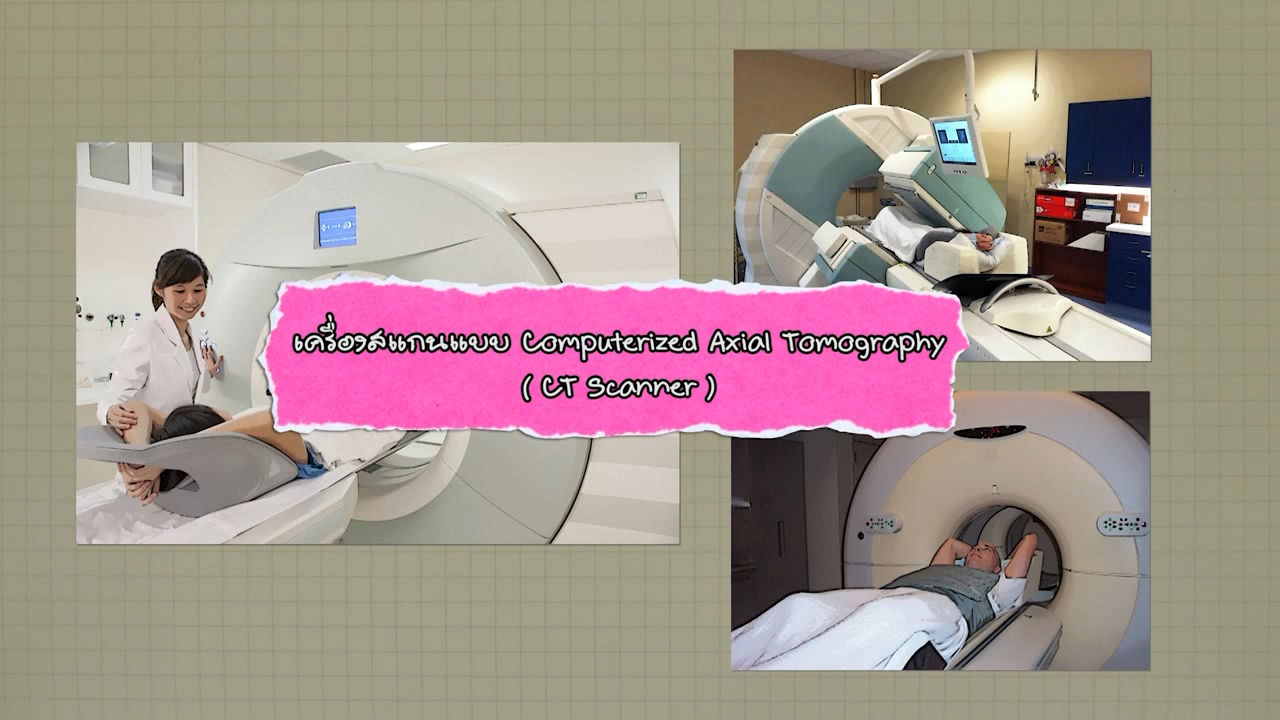 เครื่องสแกนแบบ Computerized Axial Tomography
( CT Scanner )